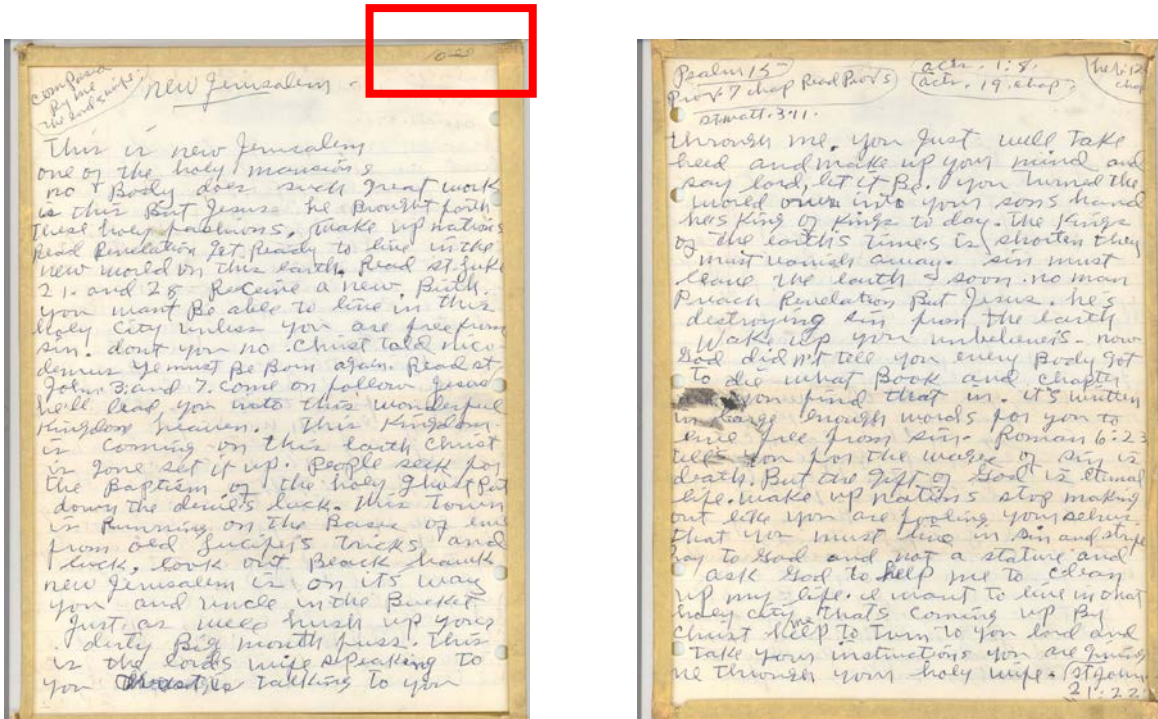 composed
By me
the lord's wife.
new Jerusalem.
This is new Jerusalem
one of the holy mansions
no Body does such great work
is this But Jesus he Brought forth
these holy fashions. wake up nations
Read Revelation get Ready to live in the
new world on this earth. Read st. Luke
21. and 28 Receive a new Birth.
you want Be able to live in this
holy city unless you are free from
sin. dont you no. Christ told nico
demus ye must Be Born again. Read st
John 3: and 7. Come on follow Jesus
he'll lead you into this wonderful
Kingdom heaven. This Kingdom
is coming on this earth Christ
is gone set it up. People seek for
the Baptism of the holy ghost Put
down the devil's luck. This Town
is Running on the Bases of
from old Lucifer's tricks and
luck, look out Black hawk
new Jerusalem is on it's way
you and uncle in the Bucket
Just as well hush up your
dirty Big mouth fuss. This
is the lord's wife speaking to
you talking to you
Psalm 15
Prov. 7 chap Read Prov's
acts. 1:8.
acts. 19. chap.
heb: 12
chap
st matt. 3:11.
through me. you Just well Take
heed and make up your mind and
say lord, let it Be. you turned the
world over into your sons hand
hes King of Kings to day. the Kings
of the earth's times is shorten they
must vanish away. sin must
leave the earth soon. no man
Preach Revelation But Jesus. he's
destroying sin from the earth
Wake up you unbeliever's. now
God did n't tell you every Body got
To die what Book and chapter
you find that in. it's written
in large enough words for you to
live free from sin. Roman 6:23
tells you for the wages of sin is
death. But the gift of God is eternal
life. wake up nations stop making
out like you are fooling your selves
that you must live in sin and
say to God and not a stature and
ask God to help me to clean
up my life. I want to live in that
holy city that's coming up By
Christ help me to Turn to you lord and
take your instructions you are giving
me through your holy wife. st John
21:22